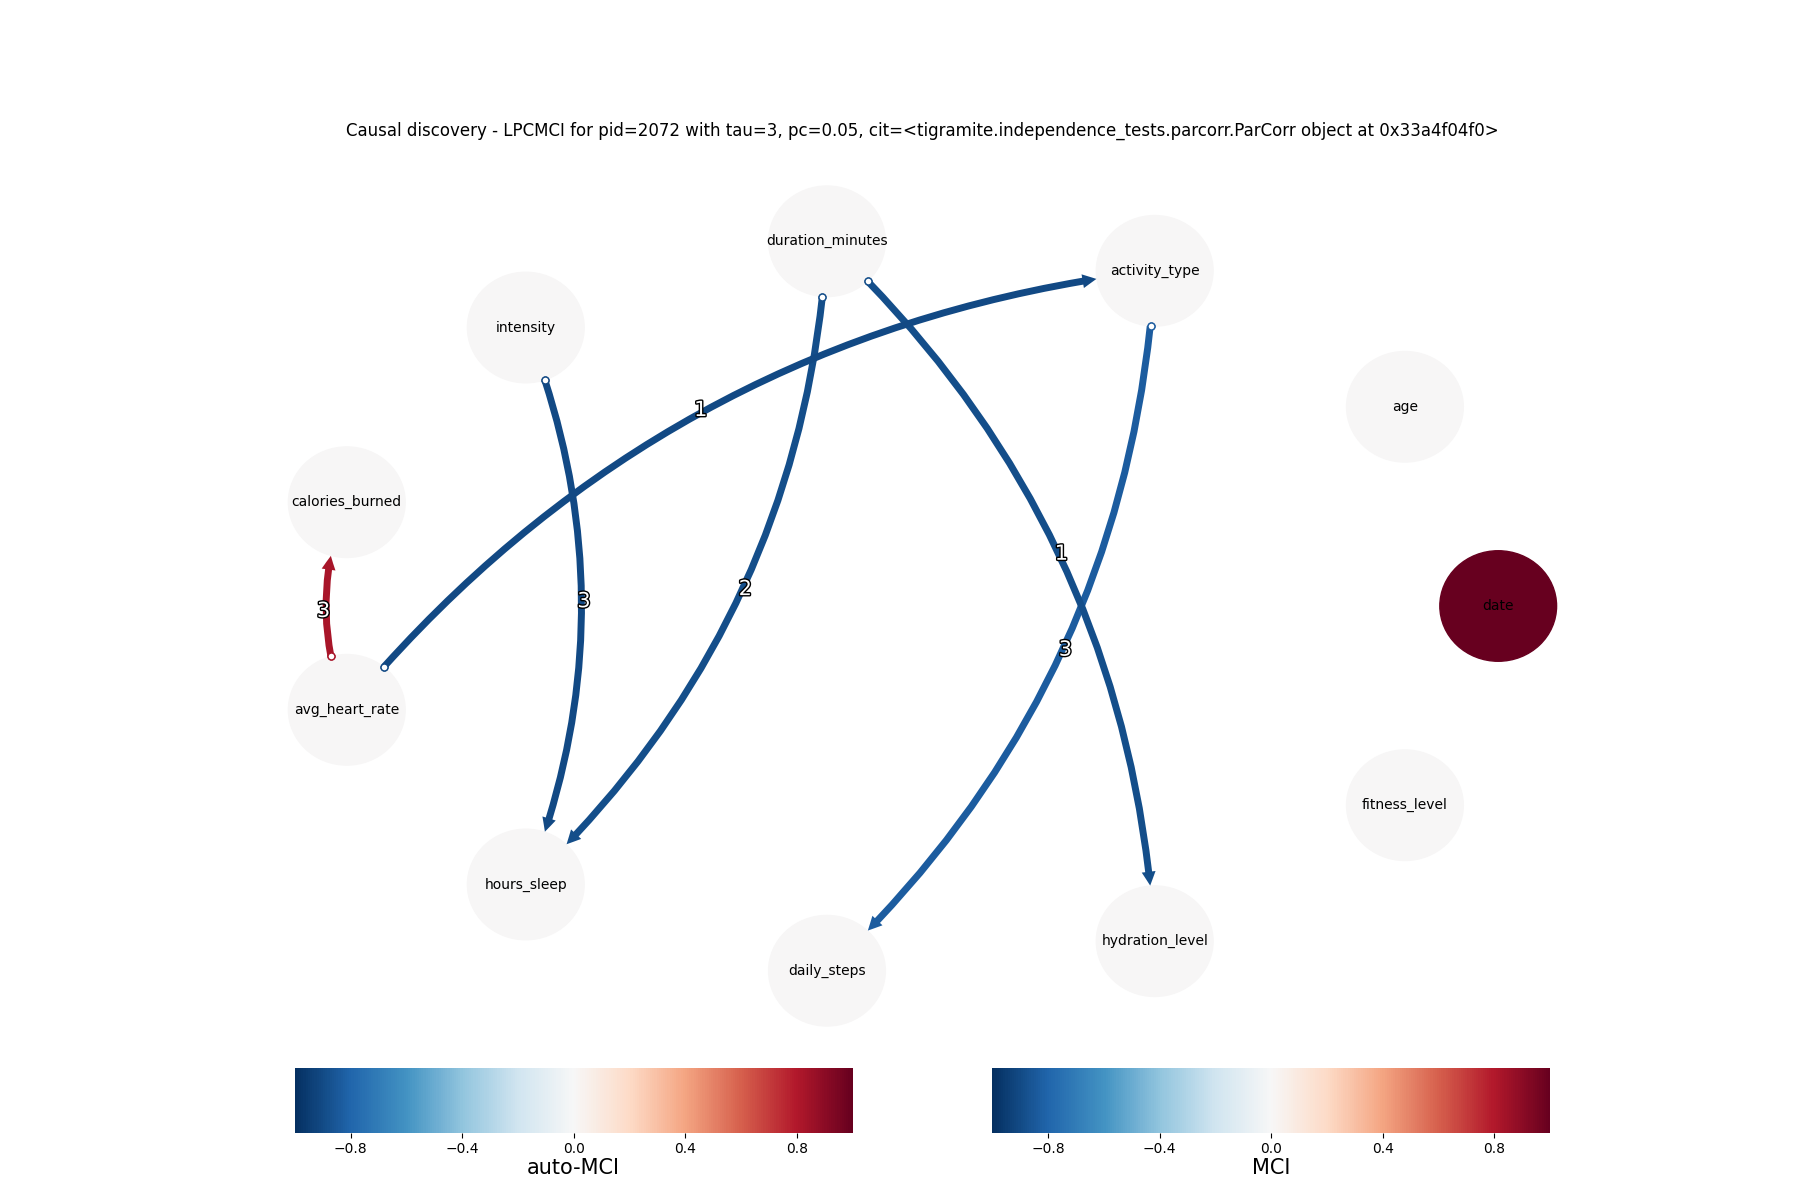 Causal discovery - LPCMCI for pid=2072 with tau=3, pc=0.05, cit=<tigramite.independence_tests.parcorr.ParCorr object at 0x33a4f04f0>
duration_minutes
activity_type
intensity
age
1
calories_burned
1
2
3
date
3
3
avg_heart_rate
fitness_level
hours_sleep
hydration_level
daily_steps
−0.8 −0.4 0.0 0.4 0.8
auto-MCI
−0.8 −0.4 0.0 0.4 0.8
MCI